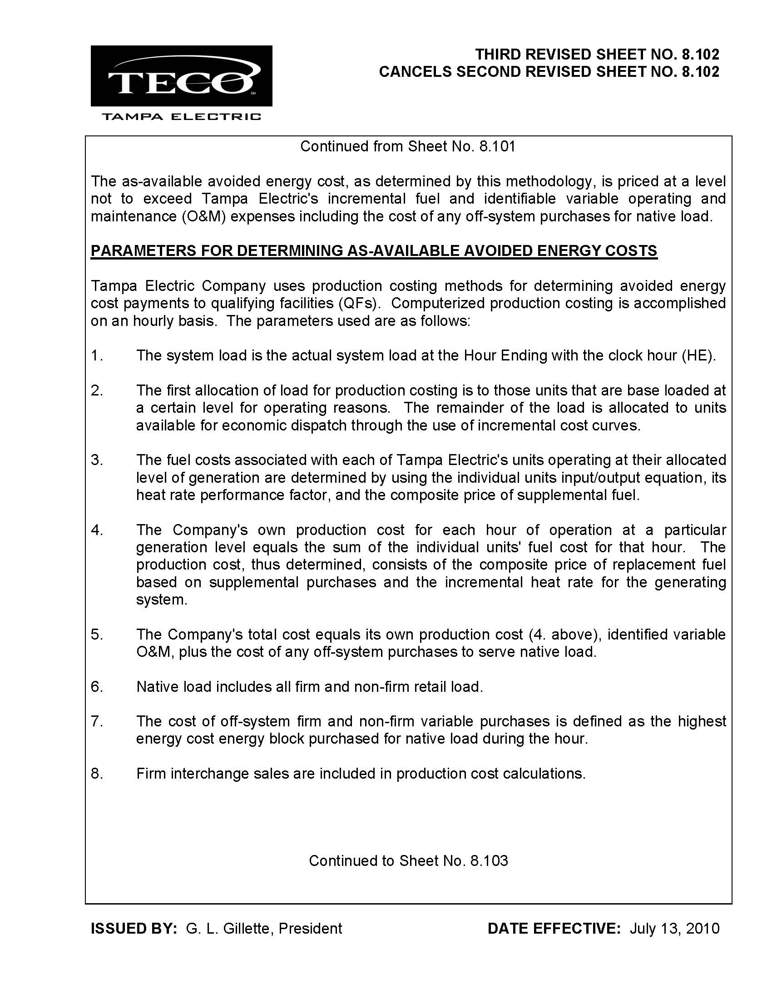 THIRD REVISED SHEET NO. 8.102
CANCELS SECOND REVISED SHEET NO. 8.102
TECO
SM
TAMPA ELECTRIC
Continued from Sheet No. 8.101
The as-available avoided energy cost, as determined by this methodology, is priced at a level
not to exceed Tampa Electric's incremental fuel and identifiable variable operating and
maintenance (O&M) expenses including the cost of any off-system purchases for native load.
PARAMETERS FOR DETERMINING AS-AVAILABLE AVOIDED ENERGY COSTS
Tampa Electric Company uses production costing methods for determining avoided energy
cost payments to qualifying facilities (QFs). Computerized production costing is accomplished
on an hourly basis. The parameters used are as follows:
1. The system load is the actual system load at the Hour Ending with the clock hour (HE).
2. The first allocation of load for production costing is to those units that are base loaded at
a certain level for operating reasons. The remainder of the load is allocated to units
available for economic dispatch through the use of incremental cost curves.
3. The fuel costs associated with each of Tampa Electric's units operating at their allocated
level of generation are determined by using the individual units input/output equation, its
heat rate performance factor, and the composite price of supplemental fuel.
4. The Company's own production cost for each hour of operation at a particular
generation level equals the sum of the individual units' fuel cost for that hour. The
production cost, thus determined, consists of the composite price of replacement fuel
based on supplemental purchases and the incremental heat rate for the generating
system.
5. The Company's total cost equals its own production cost (4. above), identified variable
O&M, plus the cost of any off-system purchases to serve native load.
6. Native load includes all firm and non-firm retail load.
7. The cost of off-system firm and non-firm variable purchases is defined as the highest
energy cost energy block purchased for native load during the hour.
8. Firm interchange sales are included in production cost calculations.
Continued to Sheet No. 8.103
ISSUED BY: G. L. Gillette, President
DATE EFFECTIVE: July 13, 2010